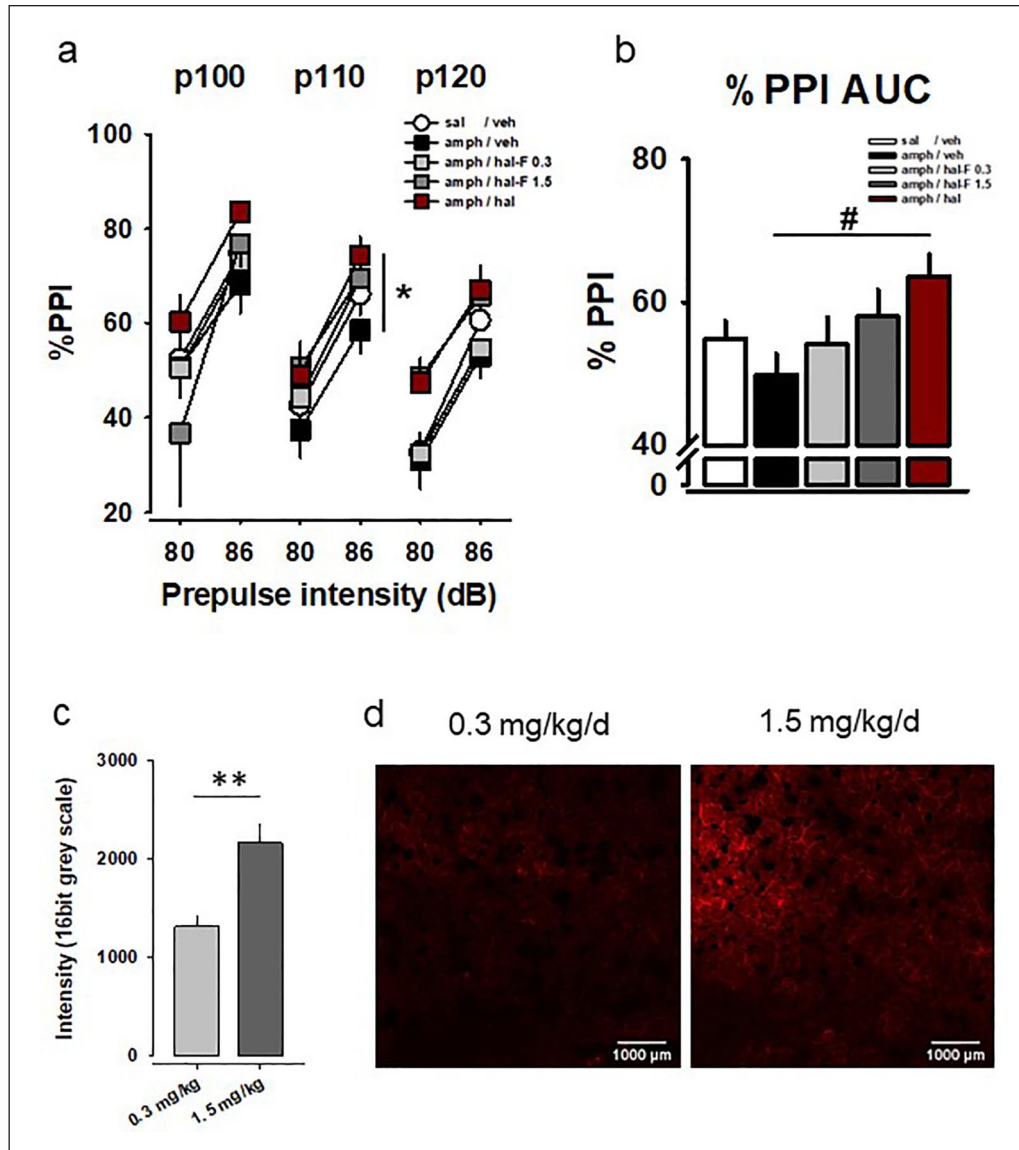 a
p100 p110 p120
sal / veh
amph / veh
amph / hal-F 0.3
amph / hal-F 1.5
amph / hal
100
80
60
40
20
%PPI
*
80 86 80 86 80 86
Prepulse intensity (dB)
b
% PPI AUC
sal / veh
amph / veh
amph / hal-F 0.3
amph / hal-F 1.5
amph / hal
80
60
40
0
% PPI
#
c
3000
2000
1000
0
Intensity (16bit grey scale)
**
0.3 mg/kg
1.5 mg/kg
d
0.3 mg/kg/d 1.5 mg/kg/d
1000 µm 1000 µm